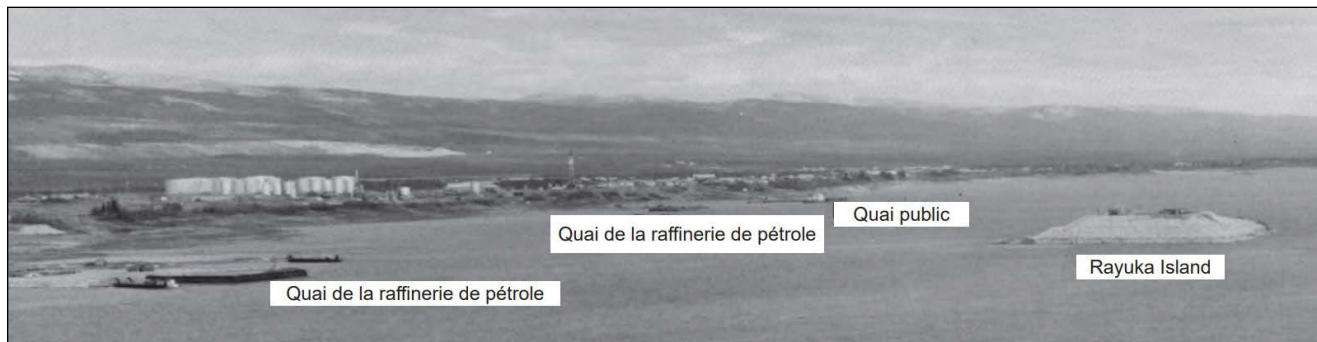 Quai public
Quai de la raffinerie de pétrole
Rayuka Island
Quai de la raffinerie de pétrole